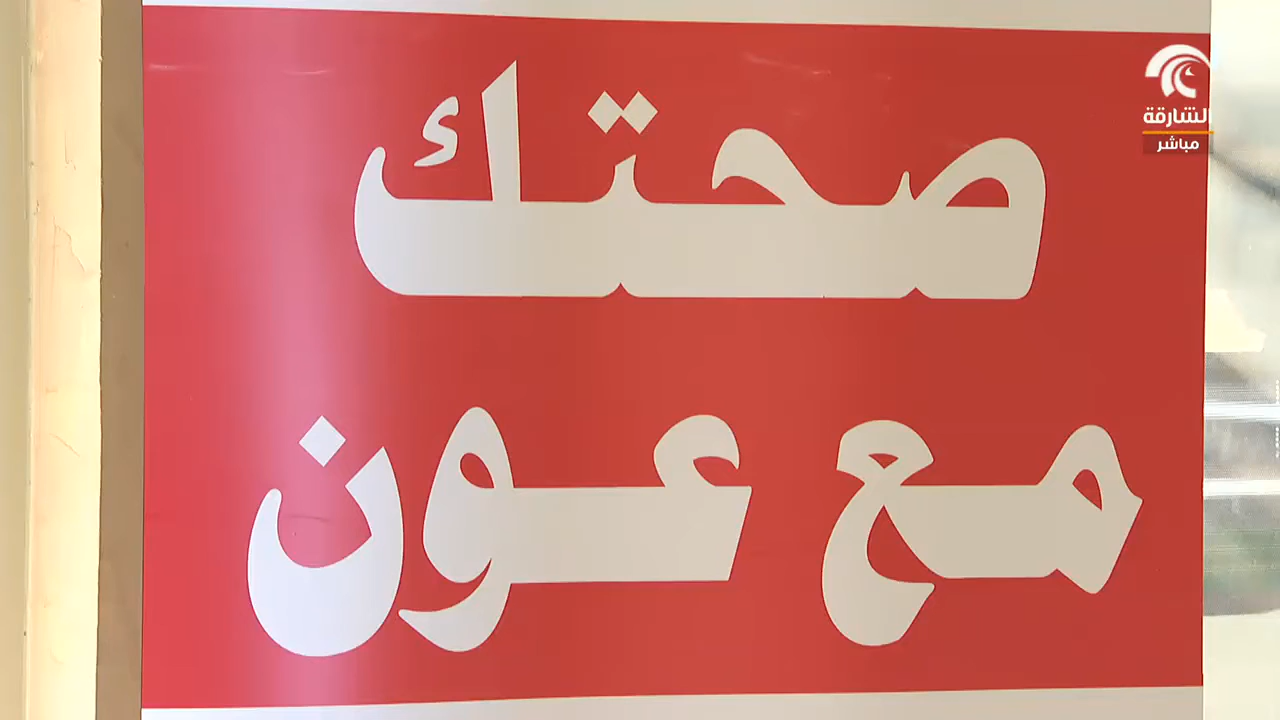 صحتك
مع عون
الشارقة
مباشر